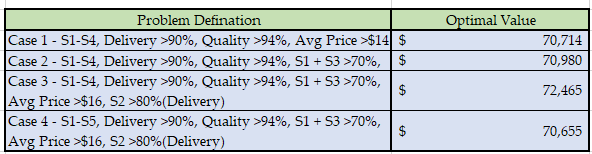 Problem Defination Optimal Value
Case 1 - S1-S4, Delivery >90%, Quality >94%, Avg Price >$14 $ 70,714
Case 2 - S1-S4, Delivery >90%, Quality >94%, S1 + S3 >70%, $ 70,980
Case 3 - S1-S4, Delivery >90%, Quality >94%, S1 + S3 >70%,
Avg Price >$16, S2 >80%(Delivery) $ 72,465
Case 4 - S1-S5, Delivery >90%, Quality >94%, S1 + S3 >70%,
Avg Price >$16, S2 >80%(Delivery) $ 70,655